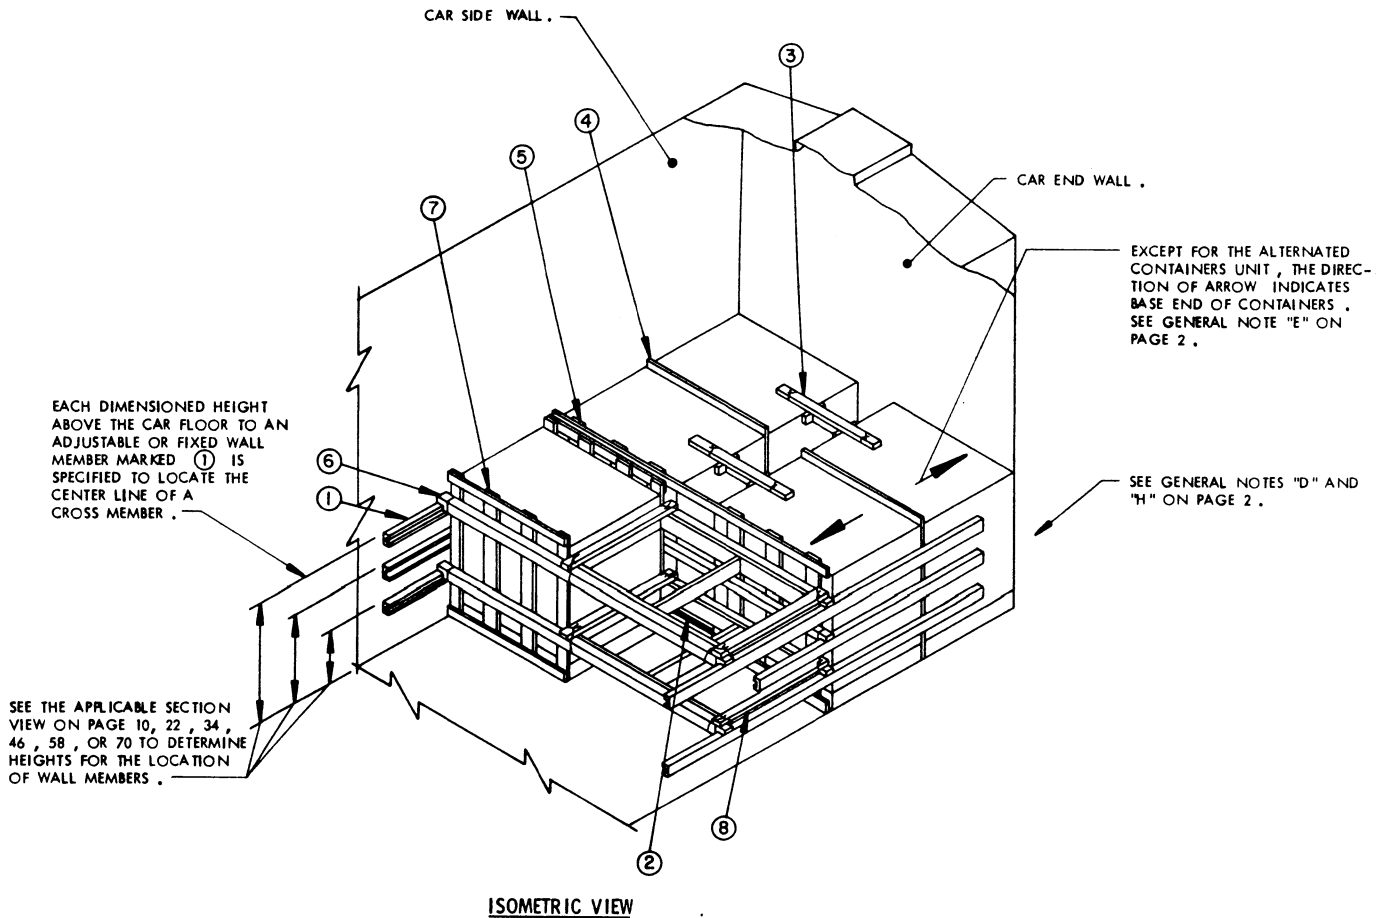 CAR SIDE WALL .
3
4
5
CAR END WALL .
7
EXCEPT FOR THE ALTERNATED
CONTAINERS UNIT , THE DIREC-
TION OF ARROW INDICATES
BASE END OF CONTAINERS .
SEE GENERAL NOTE "E" ON
PAGE 2 .
EACH DIMENSIONED HEIGHT
ABOVE THE CAR FLOOR TO AN
ADJUSTABLE OR FIXED WALL
MEMBER MARKED 1 IS
SPECIFIED TO LOCATE THE
CENTER LINE OF A
CROSS MEMBER .
6
1
SEE GENERAL NOTES "D" AND
"H" ON PAGE 2 .
SEE THE APPLICABLE SECTION
VIEW ON PAGE 10, 22 , 34 ,
46 , 58 , OR 70 TO DETERMINE
HEIGHTS FOR THE LOCATION
OF WALL MEMBERS .
8
2
ISOMETRIC VIEW